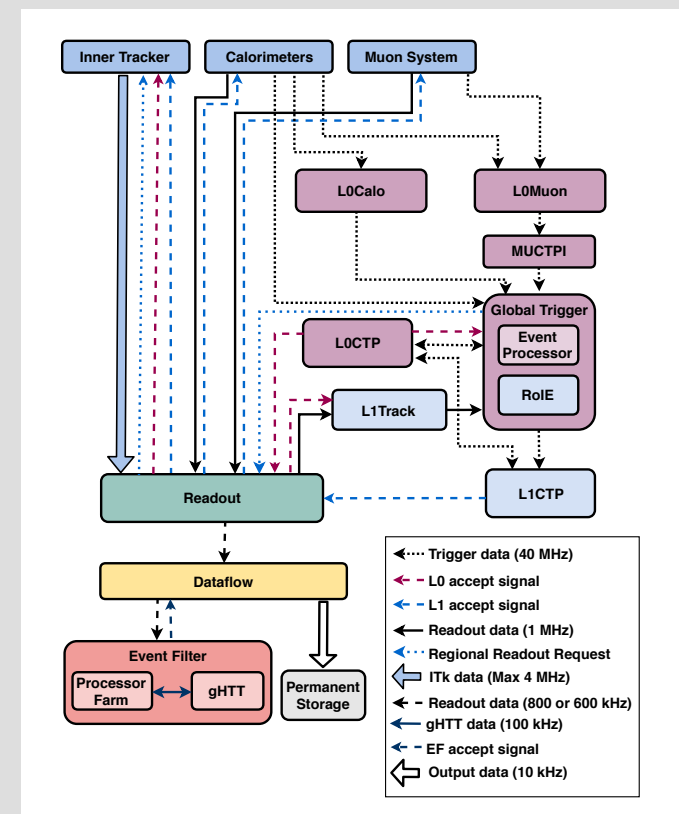 Inner Tracker
Calorimeters
Muon System
L0Calo
L0Muon
MUCTPI
Global Trigger
Event
Processor
RoIE
L0CTP
L1Track
L1CTP
Readout
Dataflow
Event Filter
Processor
Farm
gHTT
Permanent
Storage
Trigger data (40 MHz)
L0 accept signal
L1 accept signal
Readout data (1 MHz)
Regional Readout Request
ITk data (Max 4 MHz)
Readout data (800 or 600 kHz)
gHTT data (100 kHz)
EF accept signal
Output data (10 kHz)